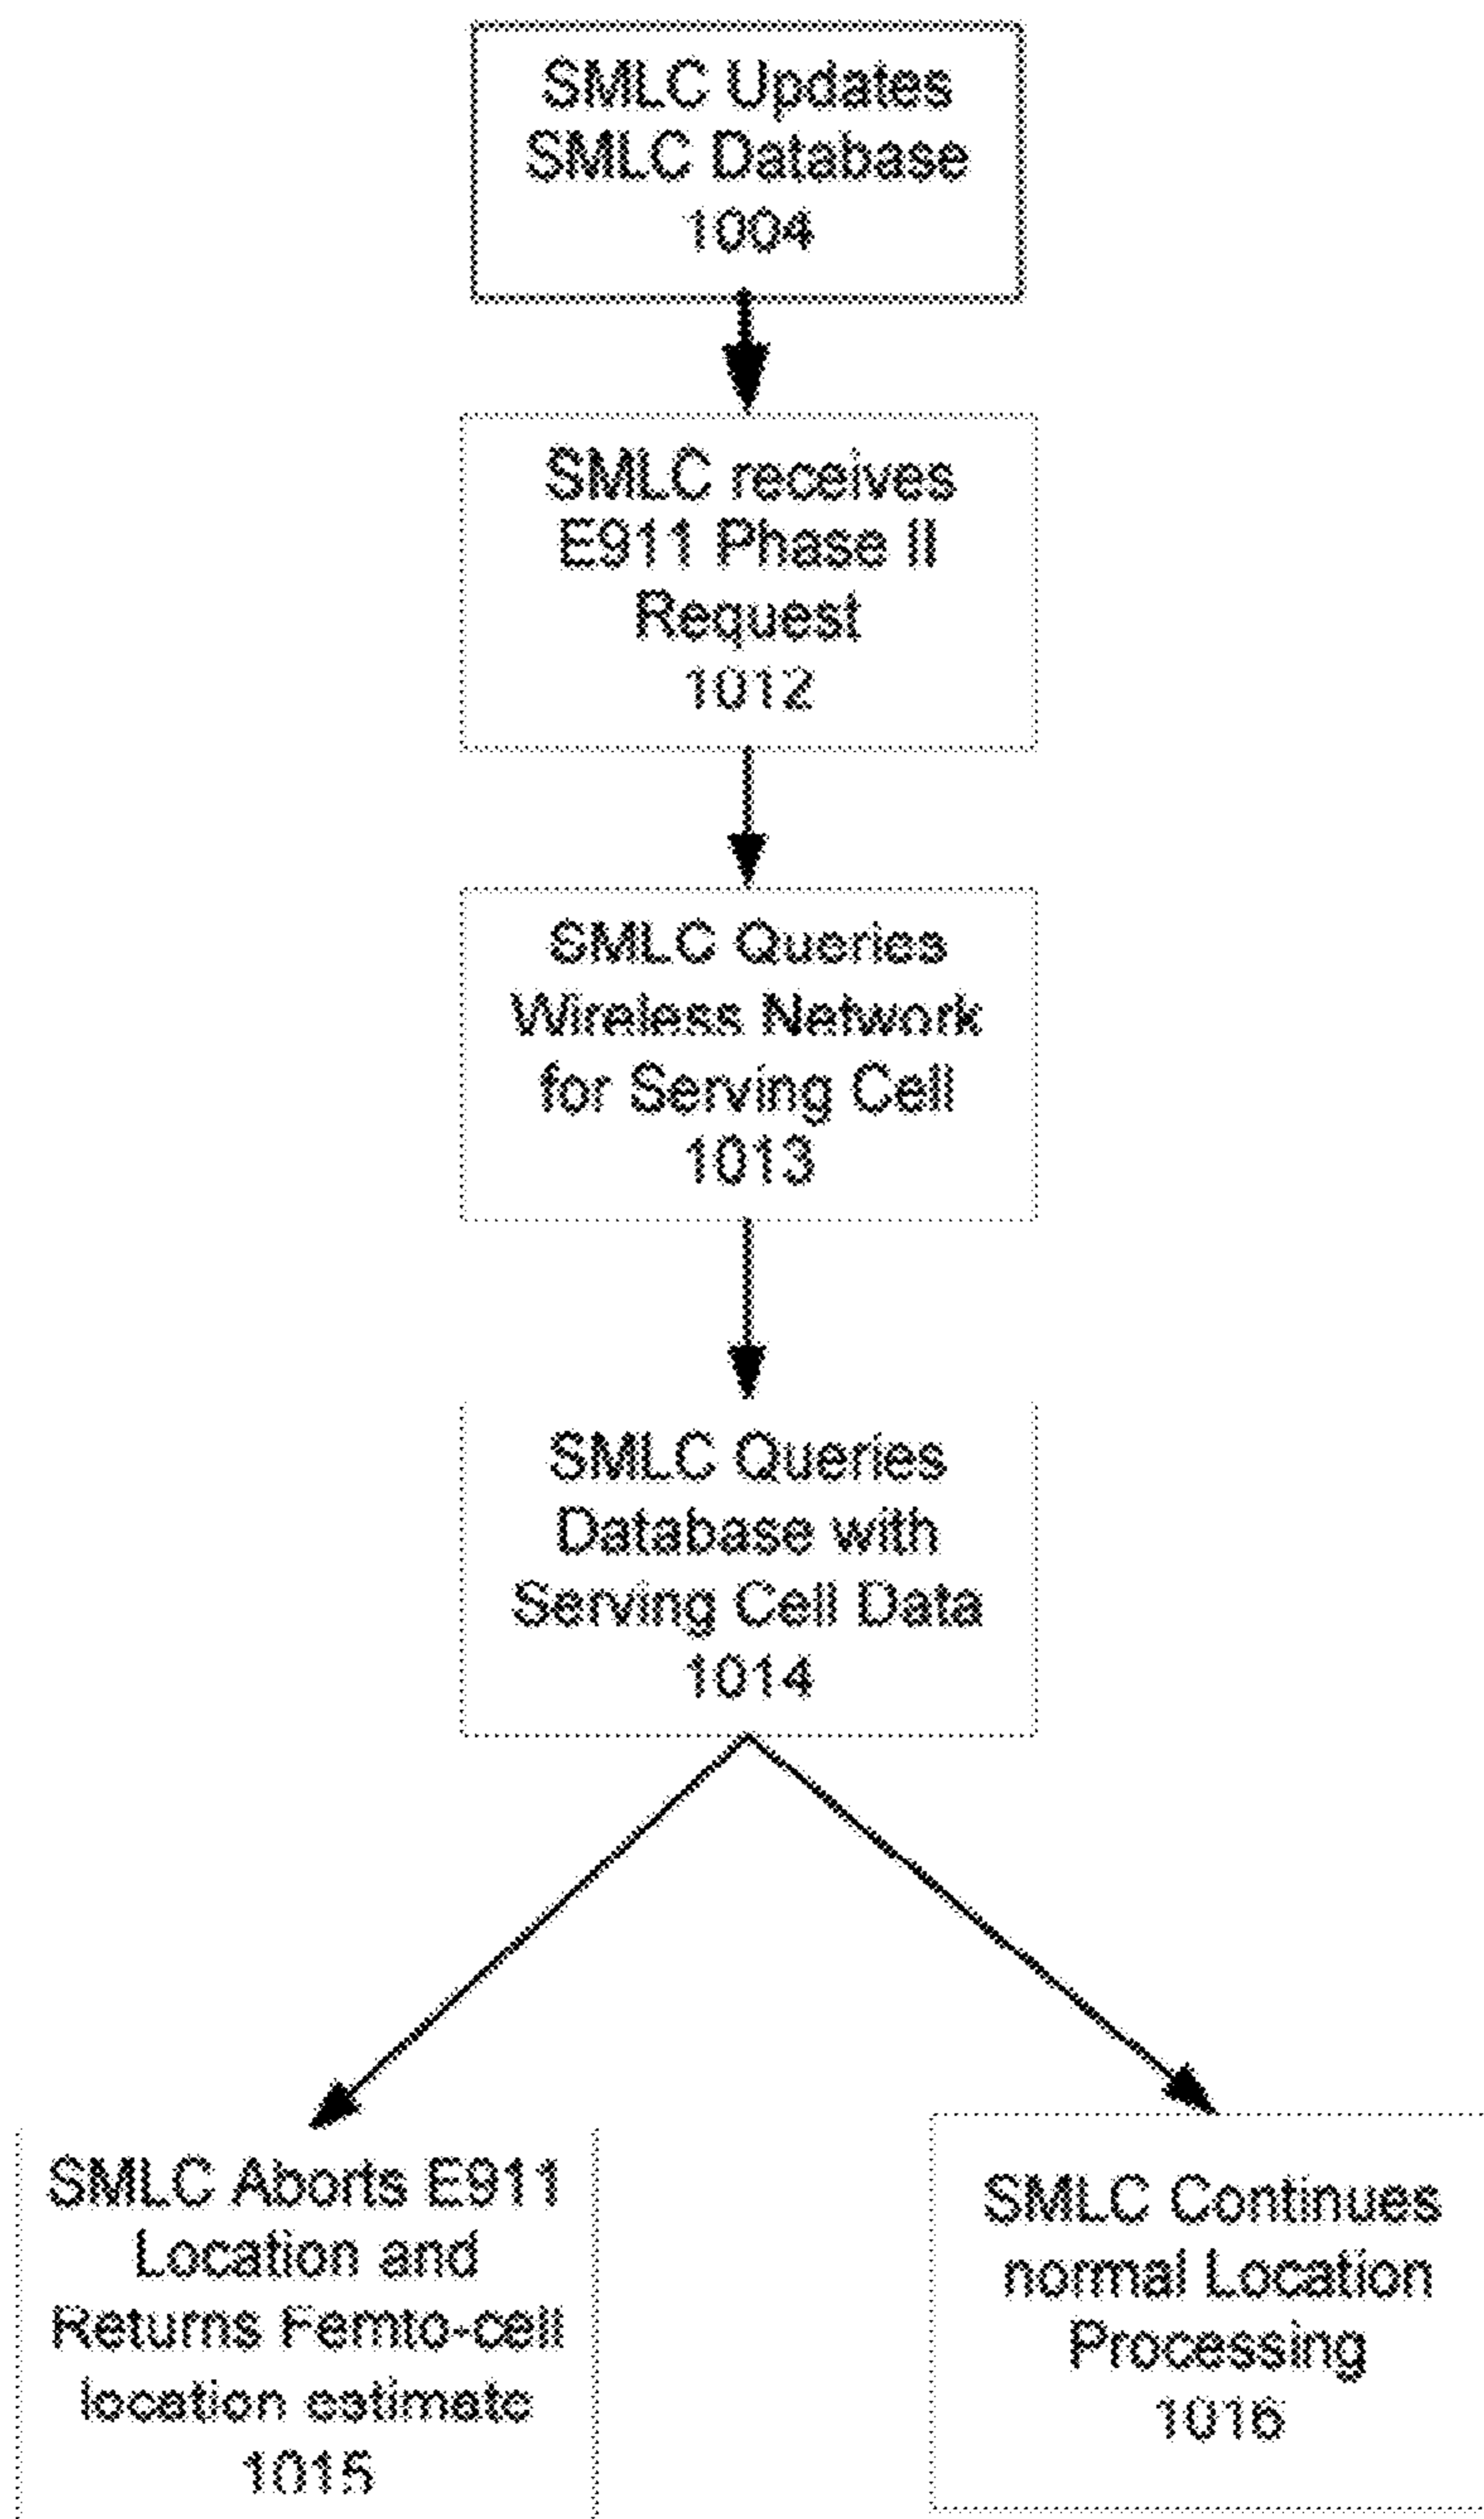 SMLC Updates
SMLC Database
1004
SMLC receives
E911 Phase II
Request
1012
SMLC Queries
Wireless Network
for Serving Cell
1013
SMLC Queries
Database with
Serving Cell Data
1014
SMLC Aborts E911
Location and
Returns Femto-cell
location estimate
1015
SMLC Continues
normal Location
Processing
1016